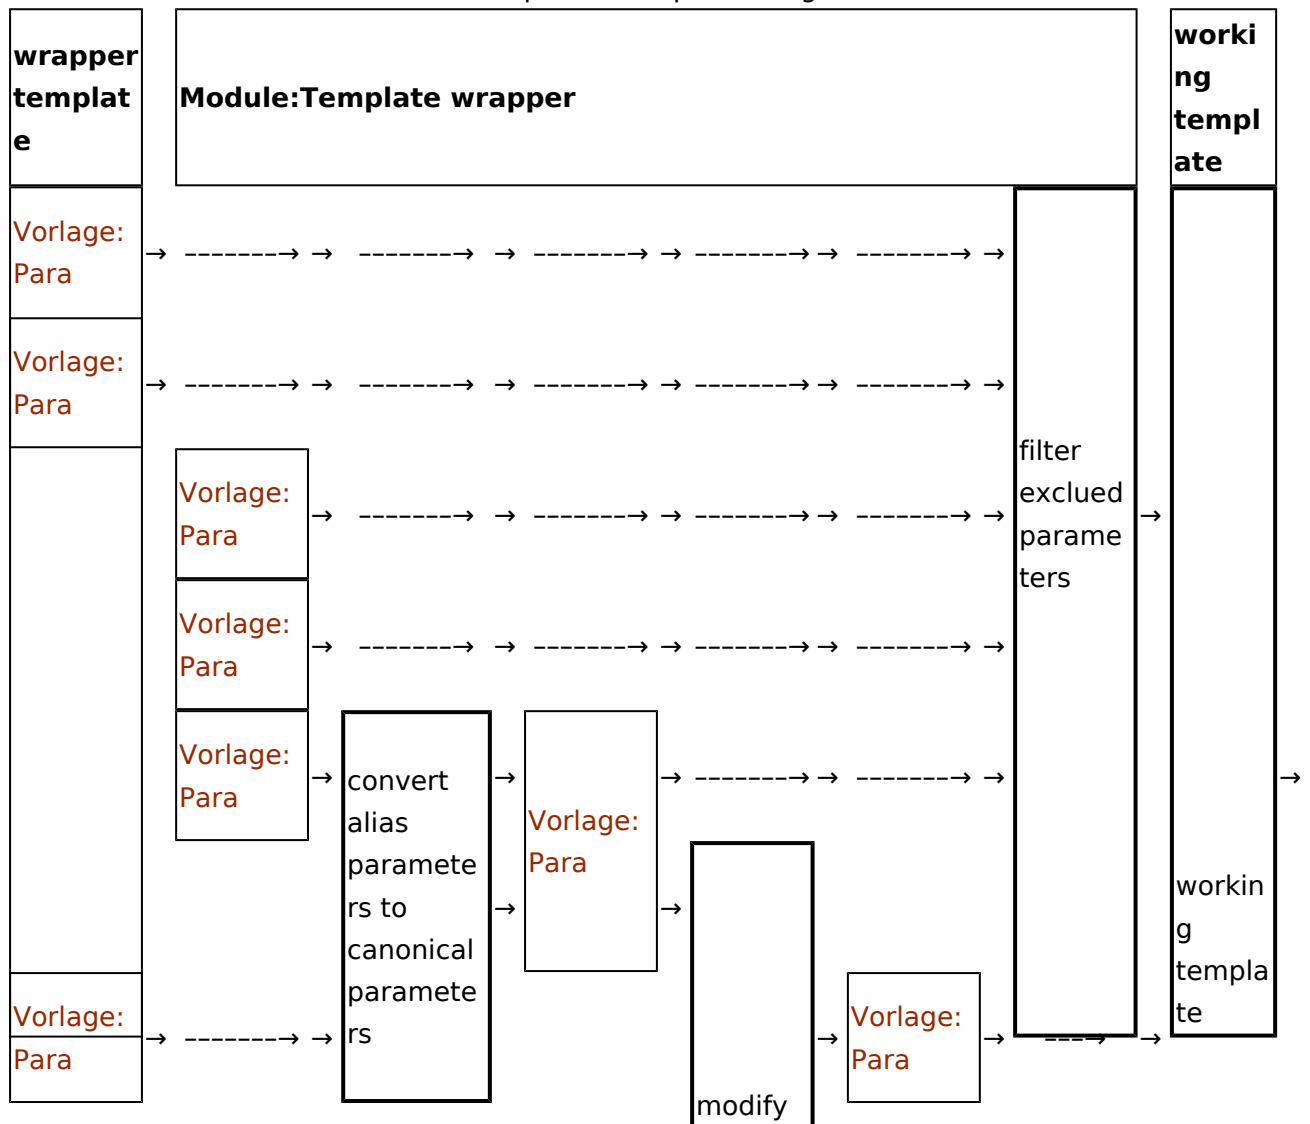 wrapper
templat
e
Module:Template wrapper
worki
ng
templ
ate
Vorlage:
Para
→ -------→ → -------→ → -------→ → -------→ → -------→ →
Vorlage:
Para
→ -------→ → -------→ → -------→ → -------→ → -------→ →
filter
exclued
parame
ters
→
Vorlage:
Para
→ -------→ → -------→ → -------→ → -------→ →
Vorlage:
Para
→ -------→ → -------→ → -------→ → -------→ →
Vorlage:
Para
→
convert
alias
paramete
rs to
canonical
paramete
rs
→
→
Vorlage:
Para
→ -------→ → -------→ →
→
workin
g
templa
te
→
Vorlage:
Para
→ -------→ →
modify
→
Vorlage:
Para
→ ---→ →